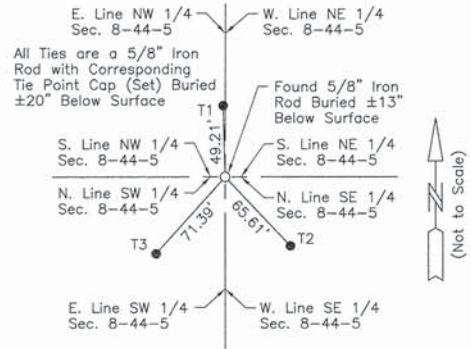 E. Line NW 1/4
Sec. 8-44-5
W. Line NE 1/4
Sec. 8-44-5
All Ties are a 5/8" Iron
Rod with Corresponding
Tie Point Cap (Set) Buried
±20" Below Surface
T1
49.21'
Found 5/8" Iron
Rod Buried ±13"
Below Surface
S. Line NW 1/4
Sec. 8-44-5
S. Line NE 1/4
Sec. 8-44-5
N. Line SW 1/4
Sec. 8-44-5
N. Line SE 1/4
Sec. 8-44-5
71.39'
65.61'
T3
T2
E. Line SW 1/4
Sec. 8-44-5
W. Line SE 1/4
Sec. 8-44-5
N
(Not to Scale)